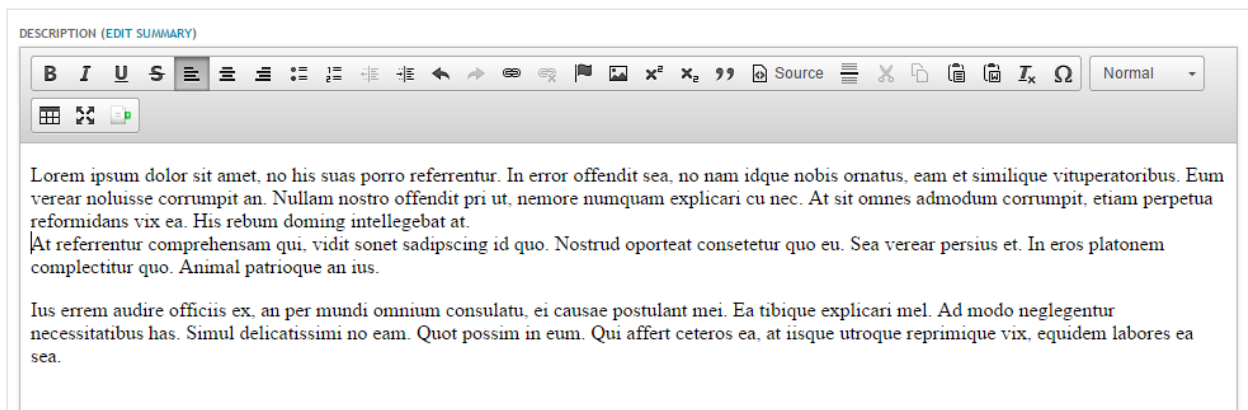 DESCRIPTION (EDIT SUMMARY)
B I U S x² x₂ Source Tx Ω Normal
Lorem ipsum dolor sit amet, no his suas porro referrentur. In error offendit sea, no nam idque nobis ornatus, eam et similique vituperatoribus. Eum
verear noluisse corrumpit an. Nullam nostro offendit pri ut, nemore numquam explicari cu nec. At sit omnes admodum corrumpit, etiam perpetua
reformidans vix ea. His rebum doming intellegebat at.
At referrentur comprehensam qui, vidit sonet sadipscing id quo. Nostrud oporteat consetetur quo eu. Sea verear persius et. In eros platonem
complectitur quo. Animal patrioque an ius.
Ius errem audire officiis ex, an per mundi omnium consulatu, ei causae postulant mei. Ea tibique explicari mel. Ad modo neglegentur
necessitatibus has. Simul delicatissimi no eam. Quot possim in eum. Qui affert ceteros ea, at iisque utroque reprimique vix, equidem labores ea
sea.